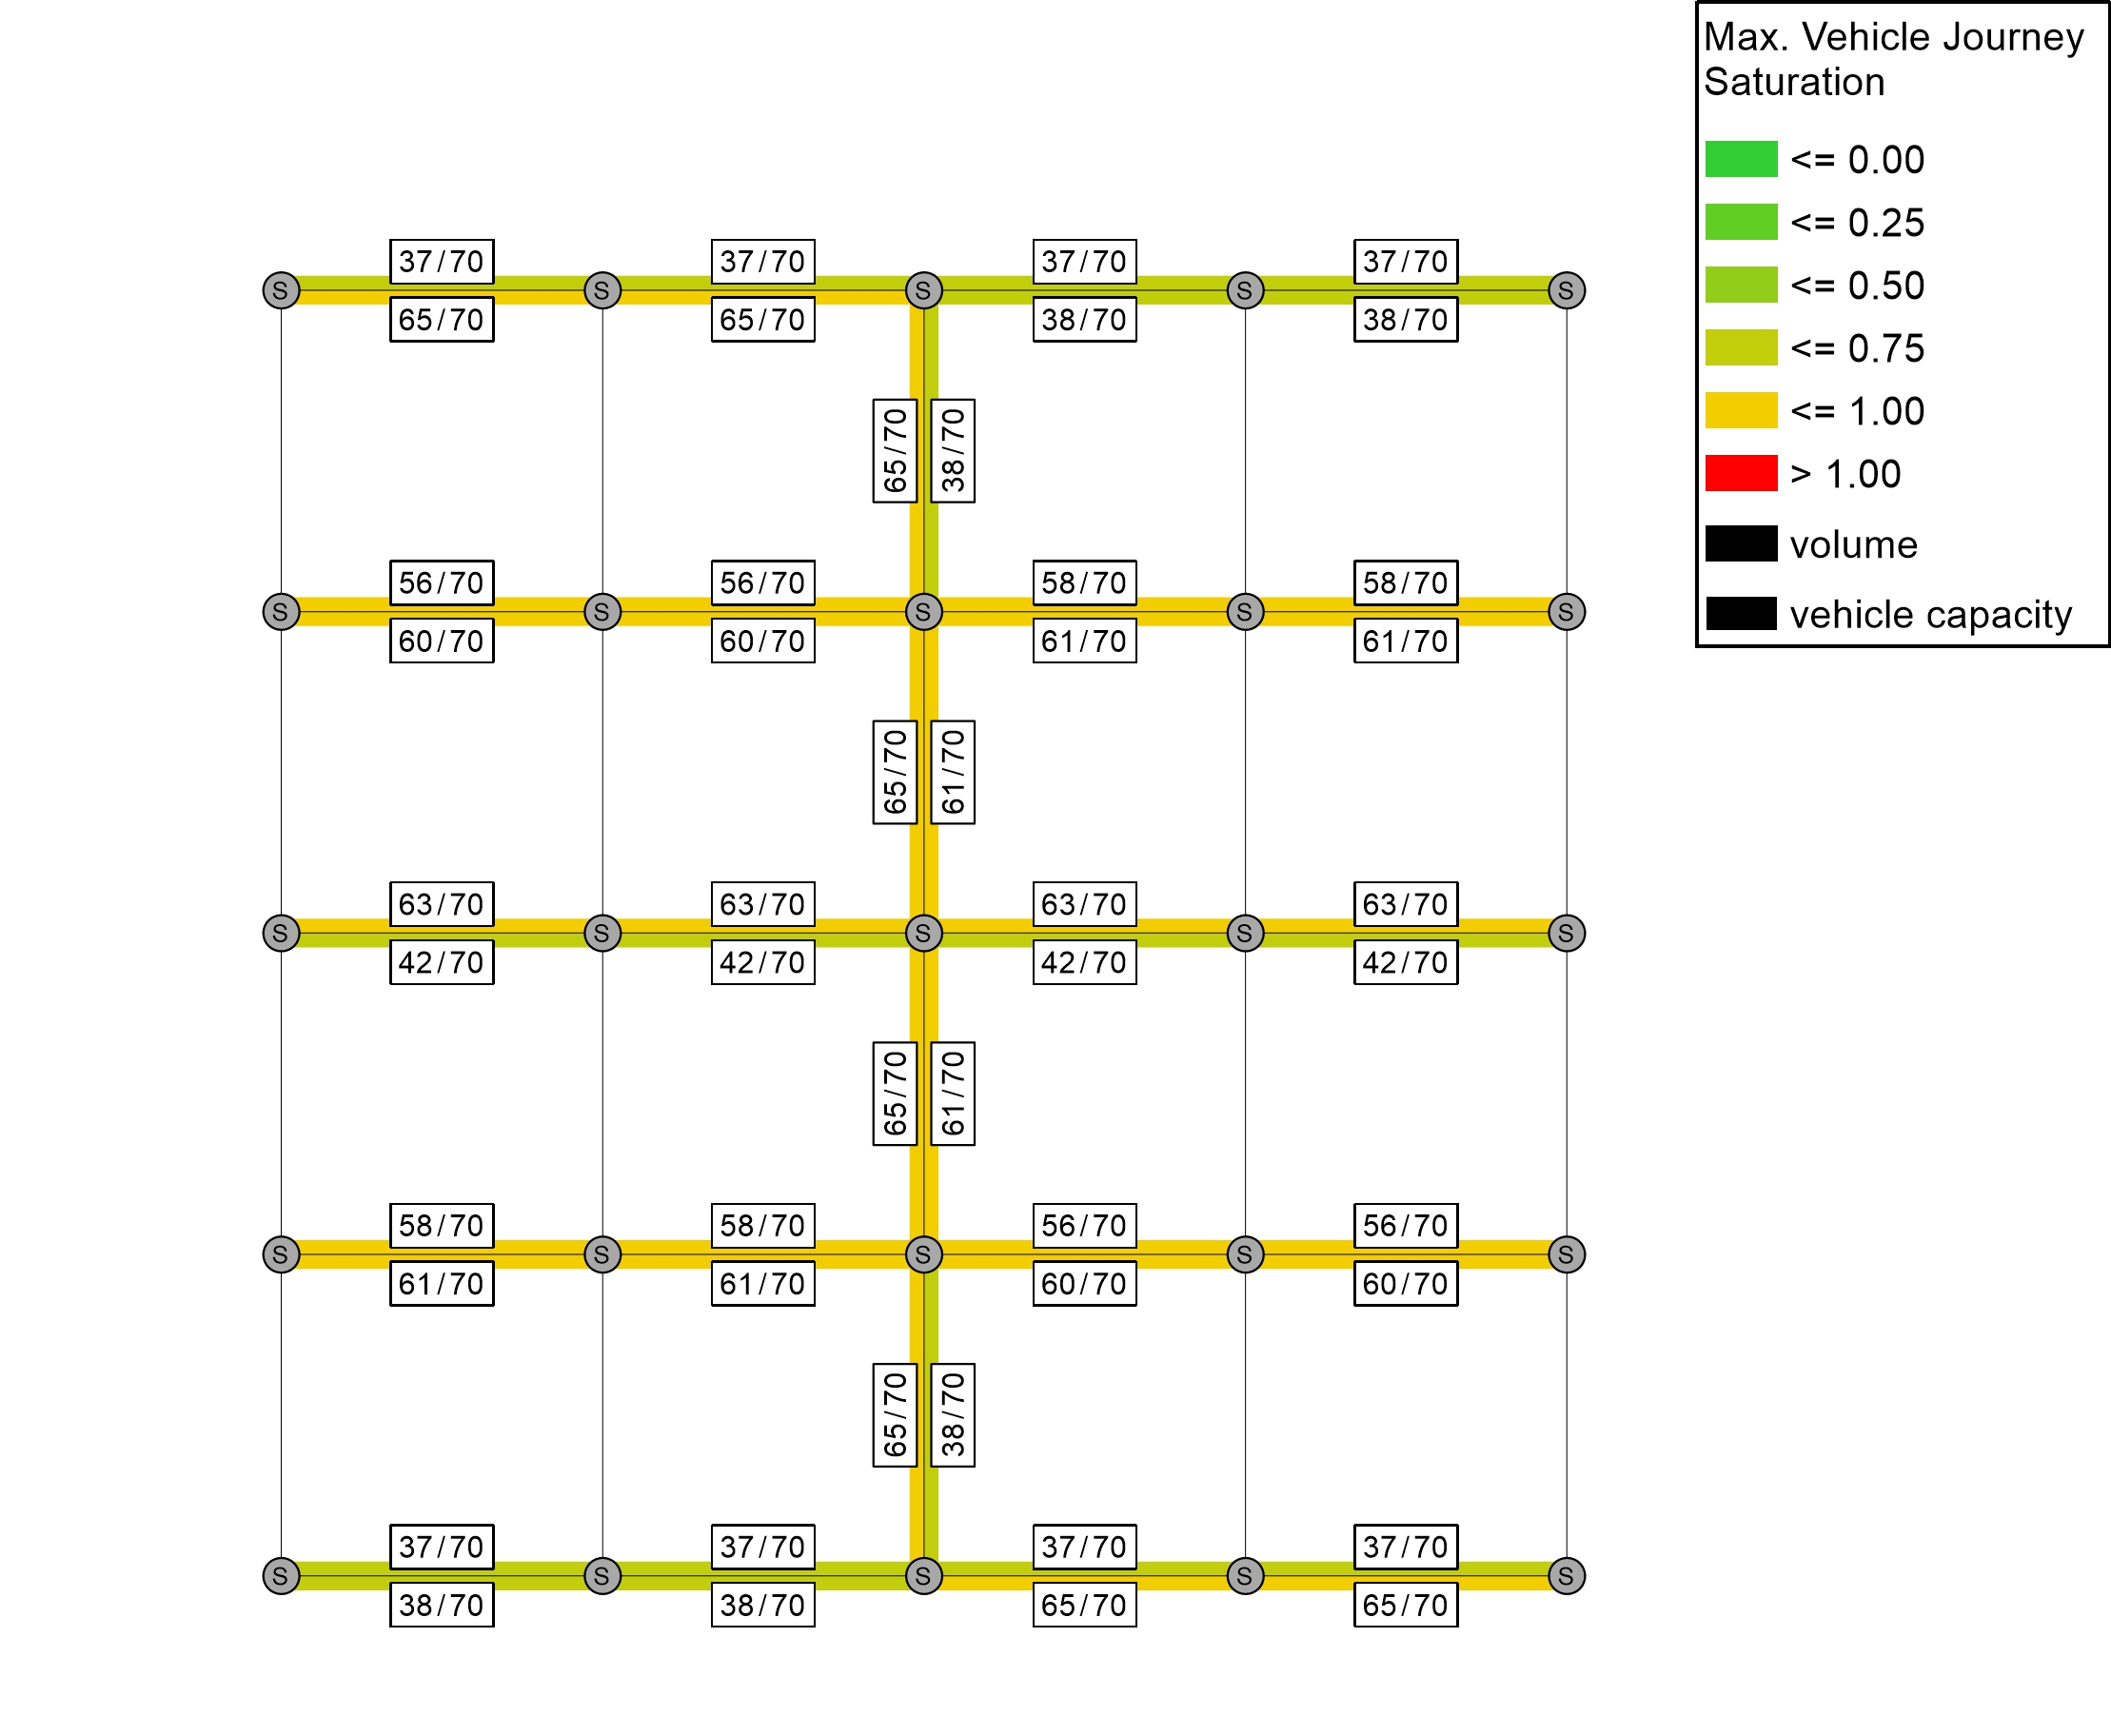 Max. Vehicle Journey
Saturation
<= 0.00
<= 0.25
<= 0.50
<= 0.75
<= 1.00
> 1.00
volume
vehicle capacity
37/70 37/70 37/70 37/70
S S S S S
65/70 65/70 38/70 38/70
65/70 38/70
56/70 56/70 58/70 58/70
S S S S S
60/70 60/70 61/70 61/70
65/70 61/70
63/70 63/70 63/70 63/70
S S S S S
42/70 42/70 42/70 42/70
65/70 61/70
58/70 58/70 56/70 56/70
S S S S S
61/70 61/70 60/70 60/70
65/70 38/70
37/70 37/70 37/70 37/70
S S S S S
38/70 38/70 65/70 65/70